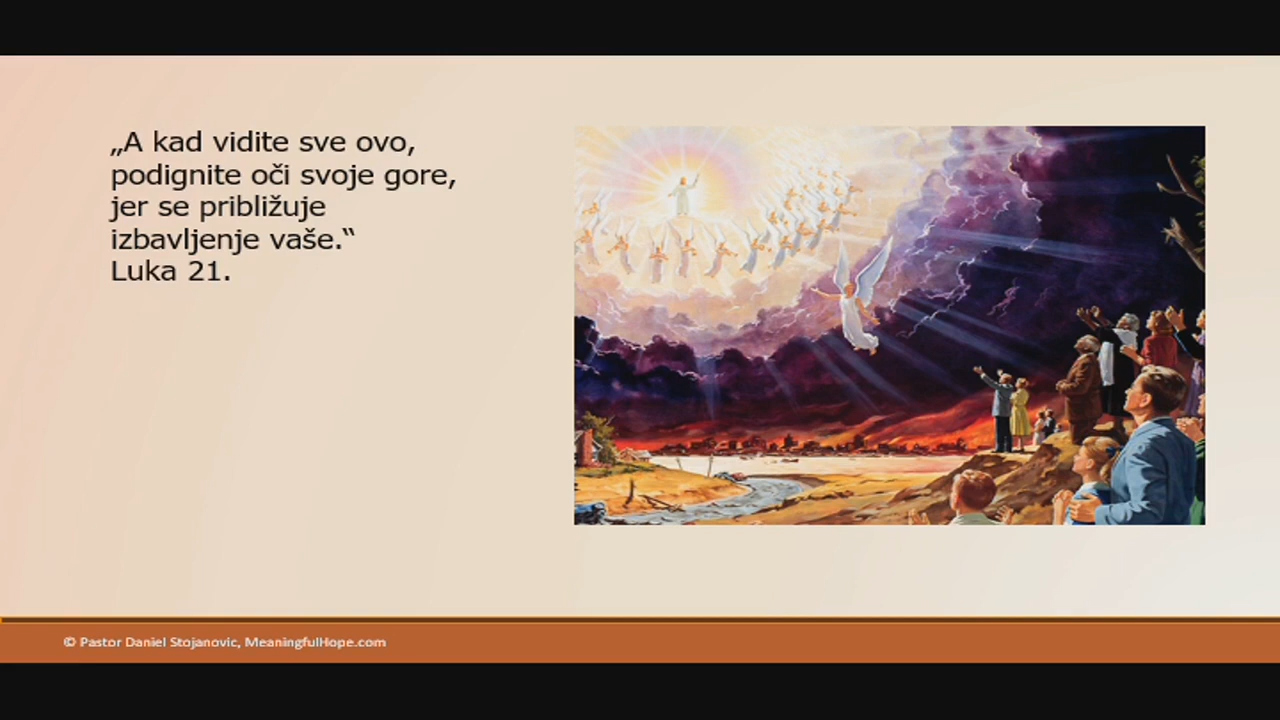 „A kad vidite sve ovo,
podignite oči svoje gore,
jer se približuje
izbavljenje vaše.“
Luka 21.
© Pastor Daniel Stojanovic, MeaningfulHope.com